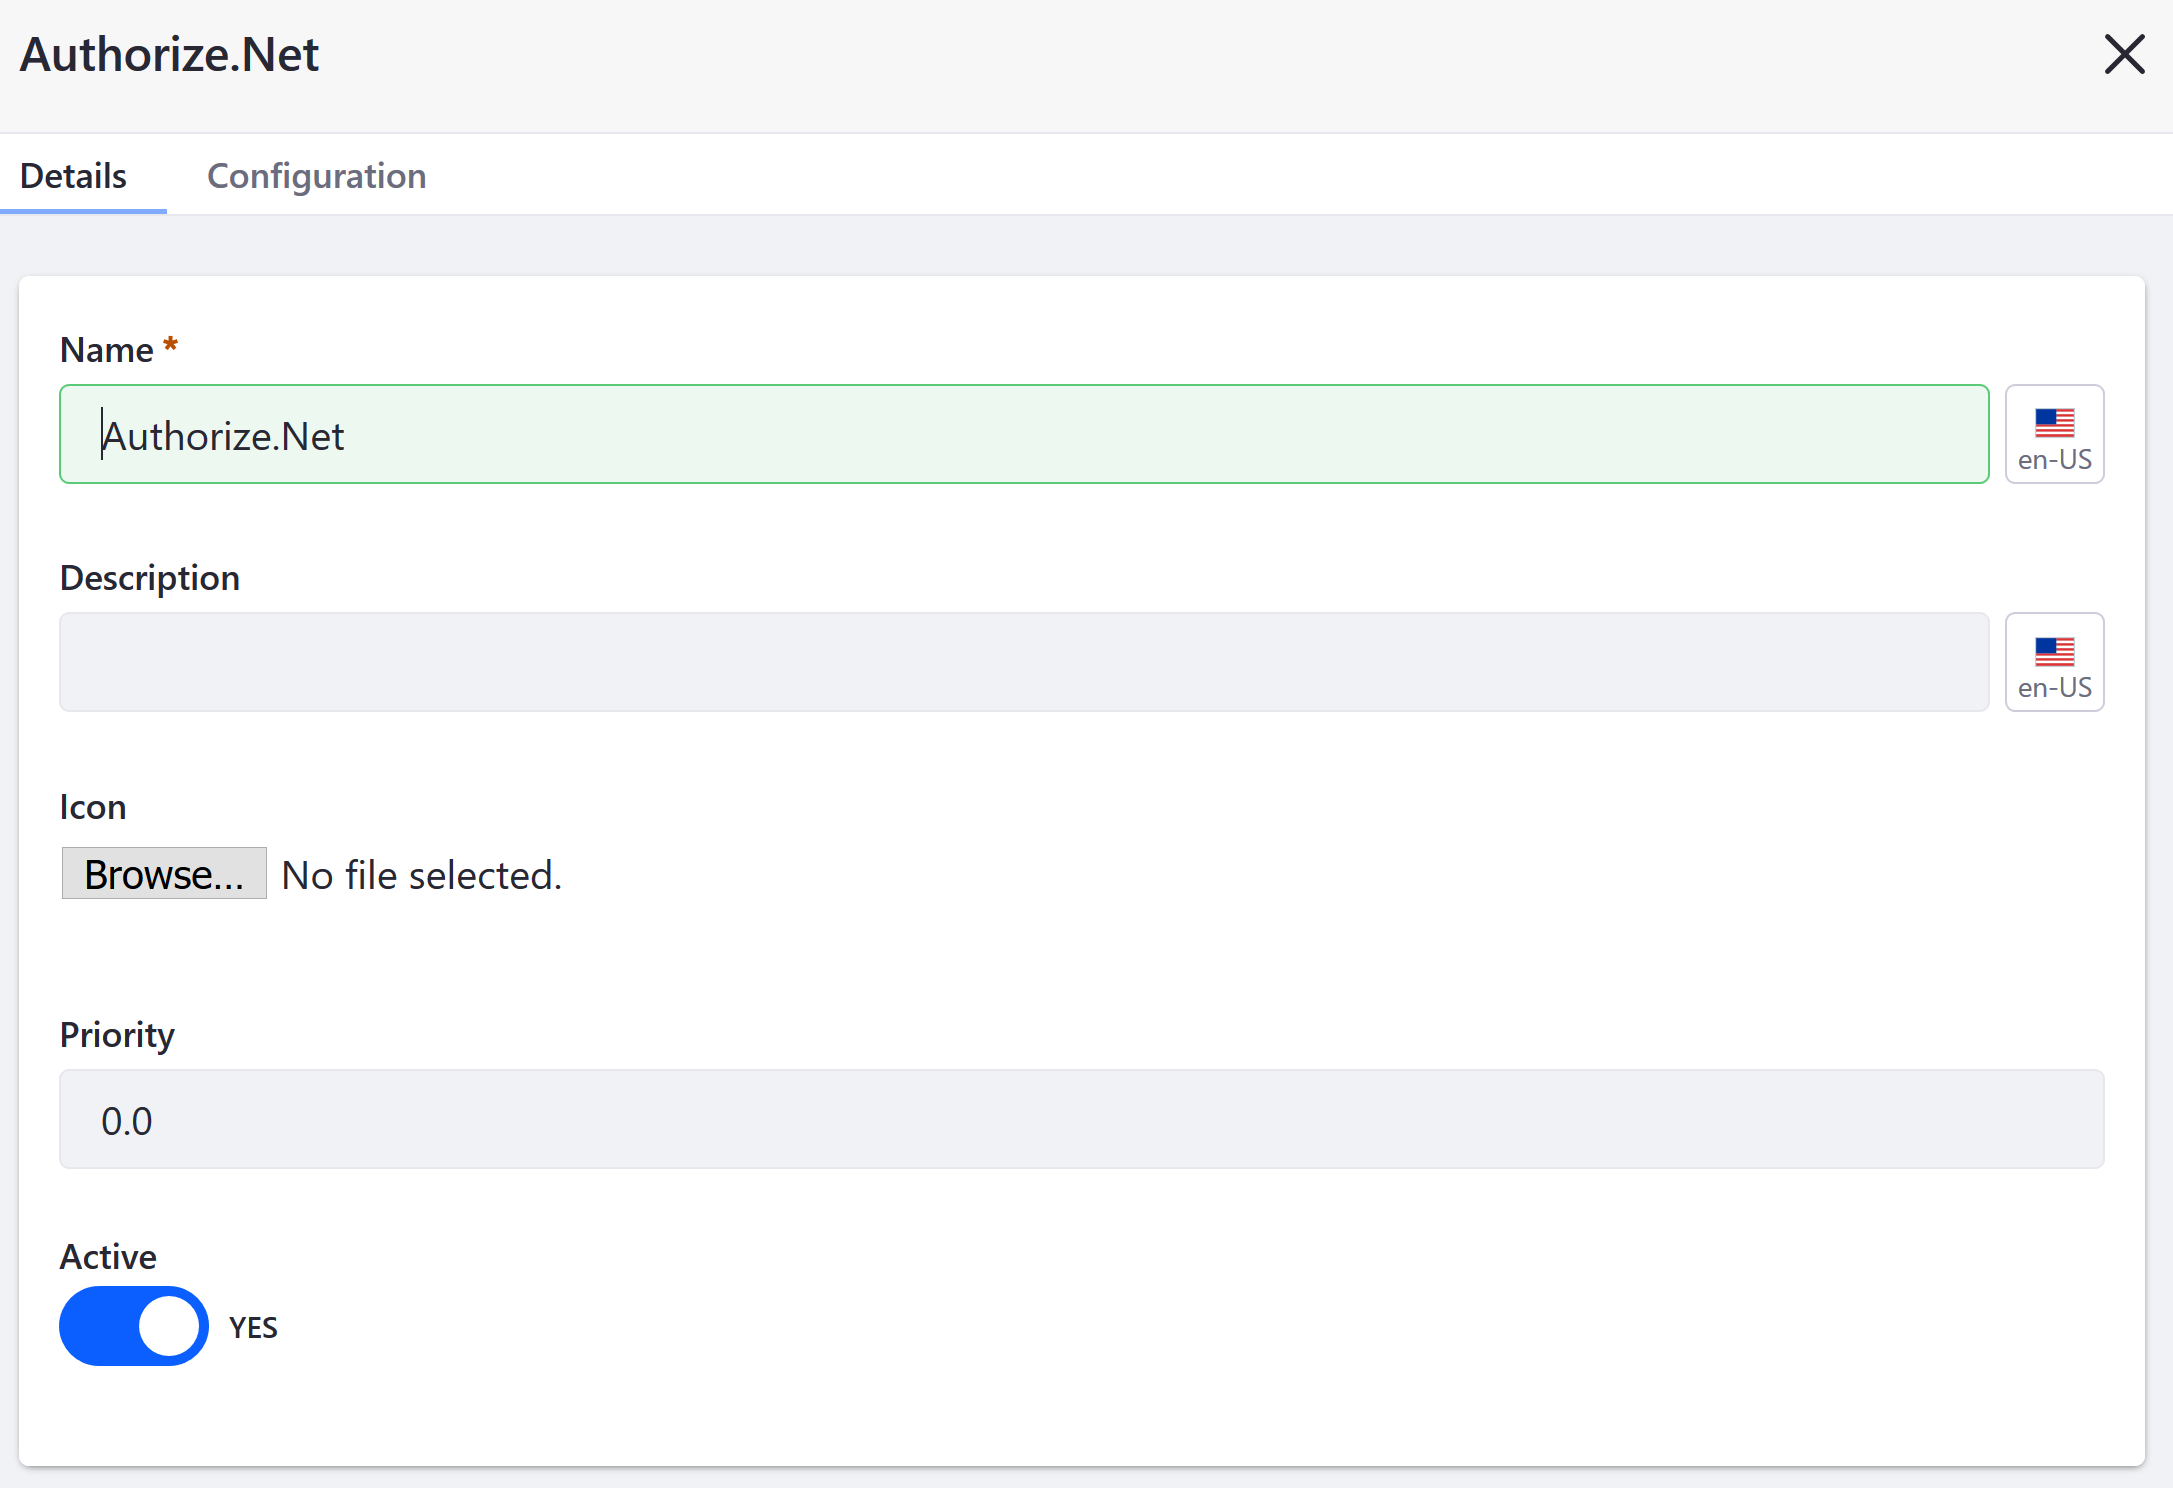 Authorize.Net
Details Configuration
Name *
Authorize.Net
en-US
Description
en-US
Icon
Browse... No file selected.
Priority
0.0
Active
YES